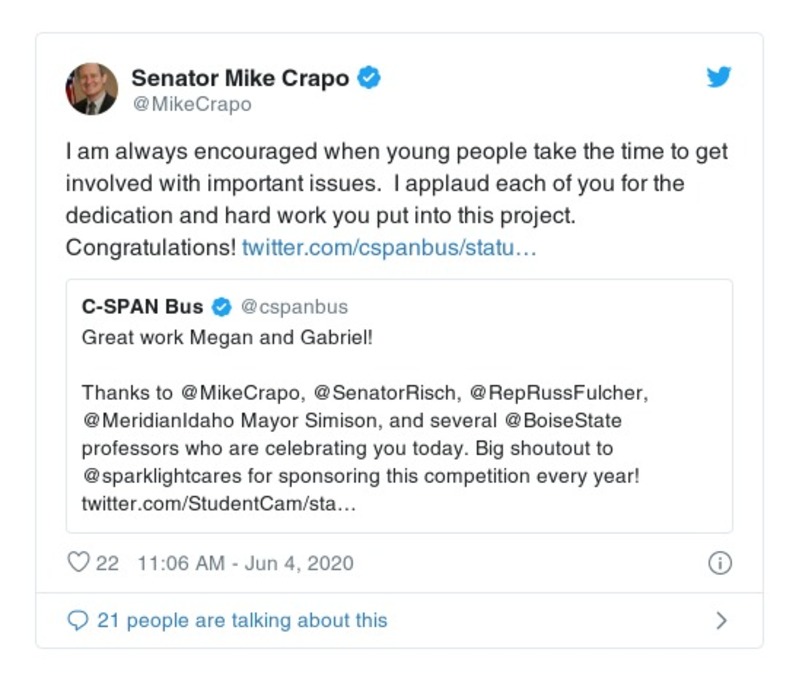 Senator Mike Crapo
@MikeCrapo
I am always encouraged when young people take the time to get
involved with important issues.  I applaud each of you for the
dedication and hard work you put into this project.
Congratulations! twitter.com/cspanbus/statu…
C-SPAN Bus @cspanbus
Great work Megan and Gabriel!
Thanks to @MikeCrapo, @SenatorRisch, @RepRussFulcher,
@MeridianIdaho Mayor Simison, and several @BoiseState
professors who are celebrating you today. Big shoutout to
@sparklightcares for sponsoring this competition every year!
twitter.com/StudentCam/sta…
22 11:06 AM - Jun 4, 2020
21 people are talking about this